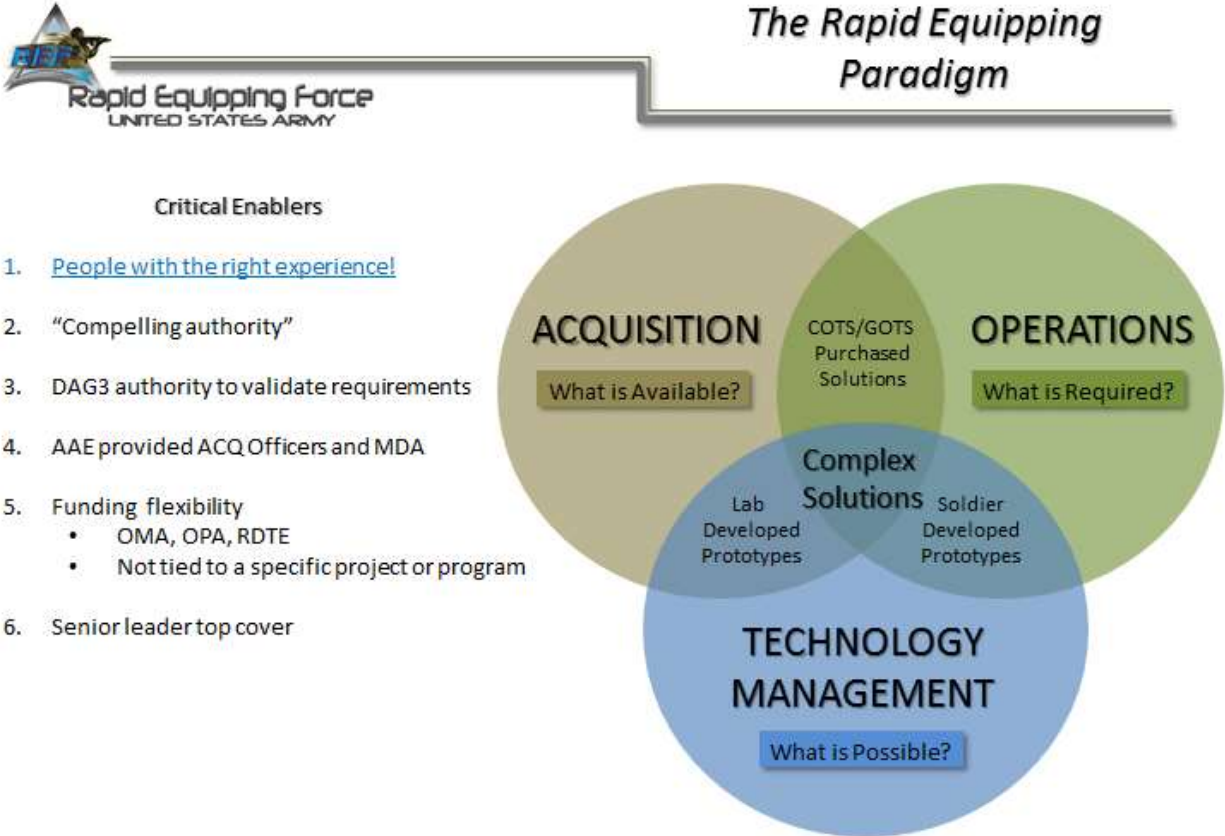 The Rapid Equipping
Paradigm
REF
Rapid Equipping Force
UNITED STATES ARMY
Critical Enablers
1. People with the right experience!
2. “Compelling authority”
3. DAG3 authority to validate requirements
4. AAE provided ACQ Officers and MDA
5. Funding flexibility
• OMA, OPA, RDTE
• Not tied to a specific project or program
6. Senior leader top cover
ACQUISITION
What is Available?
COTS/GOTS
Purchased
Solutions
OPERATIONS
What is Required?
Complex
Solutions
Lab
Developed
Prototypes
Soldier
Developed
Prototypes
TECHNOLOGY
MANAGEMENT
What is Possible?